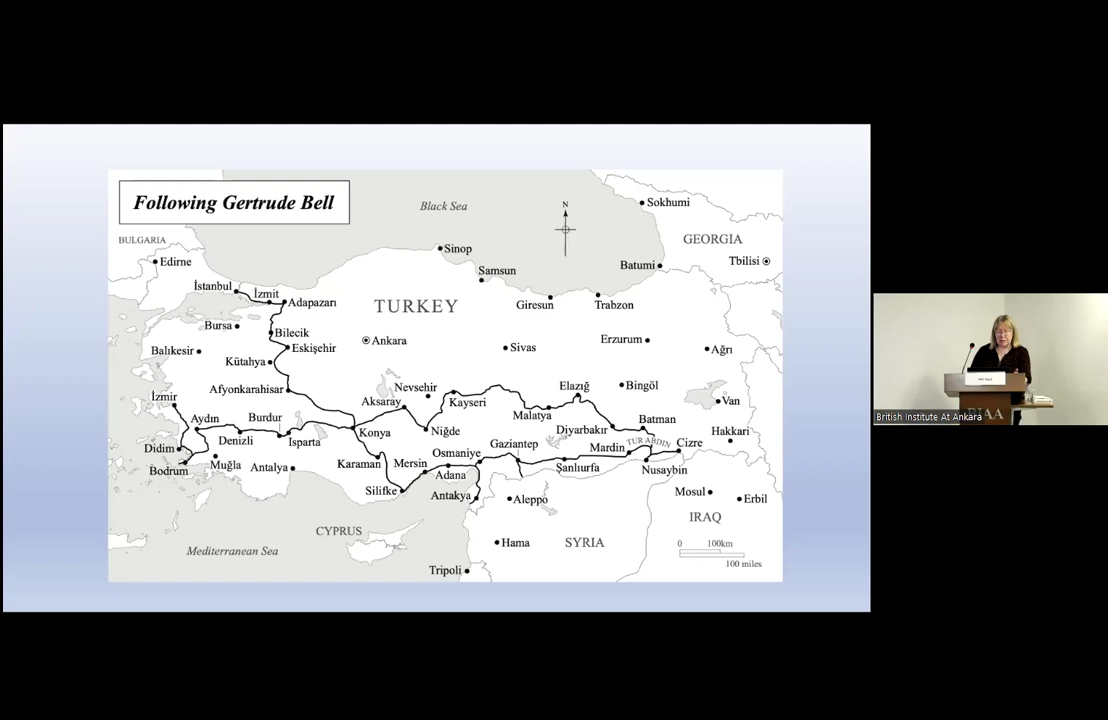 Following Gertrude Bell
Black Sea
N
Sokhumi
GEORGIA
BULGARIA
Edirne
Sinop
Tbilisi
Batumi
Samsun
İstanbul
İzmit
Adapazarı
TURKEY
Giresun
Trabzon
Bursa
Bilecik
Ankara
Erzurum
Balıkesir
Eskişehir
Sivas
Ağrı
Kütahya
Afyonkarahisar
Nevsehir
Elazığ
Bingöl
İzmir
Aksaray
Kayseri
Van
Aydın
Burdur
Malatya
Batman
Konya
Niğde
Diyarbakır
Hakkari
Denizli
Isparta
Gaziantep
Mardin
TUR ABDIN
Cizre
Didim
Osmaniye
Bodrum
Muğla
Antalya
Karaman
Mersin
Adana
Şanlıurfa
Nusaybin
Silifke
Antakya
Aleppo
Mosul
Erbil
IRAQ
CYPRUS
Hama
SYRIA
Mediterranean Sea
0 100km
100 miles
Tripoli
BIAA
British Institute At Ankara